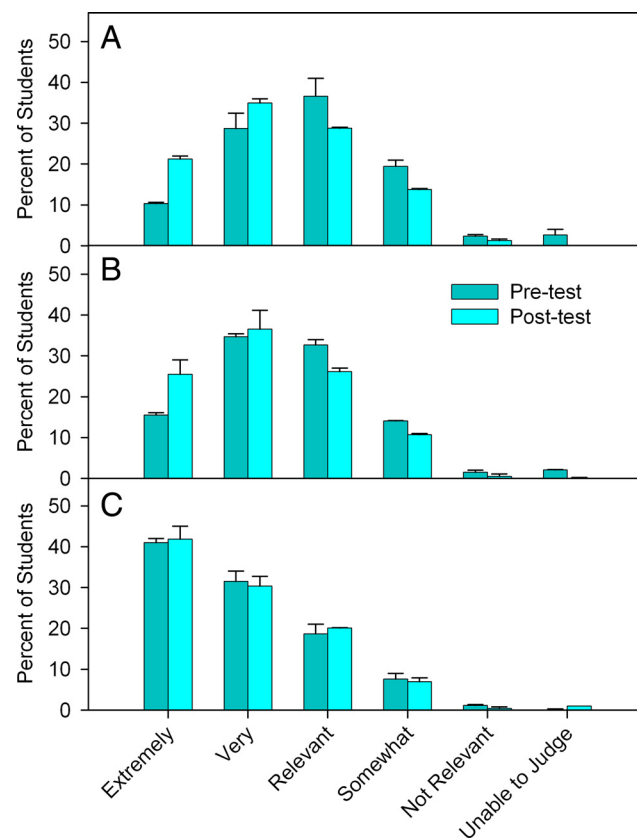 A
Percent of Students
50
40
30
20
10
0
B
Percent of Students
50
40
30
20
10
0
Pre-test
Post-test
C
Percent of Students
50
40
30
20
10
0
Extremely
Very
Relevant
Somewhat
Not Relevant
Unable to Judge